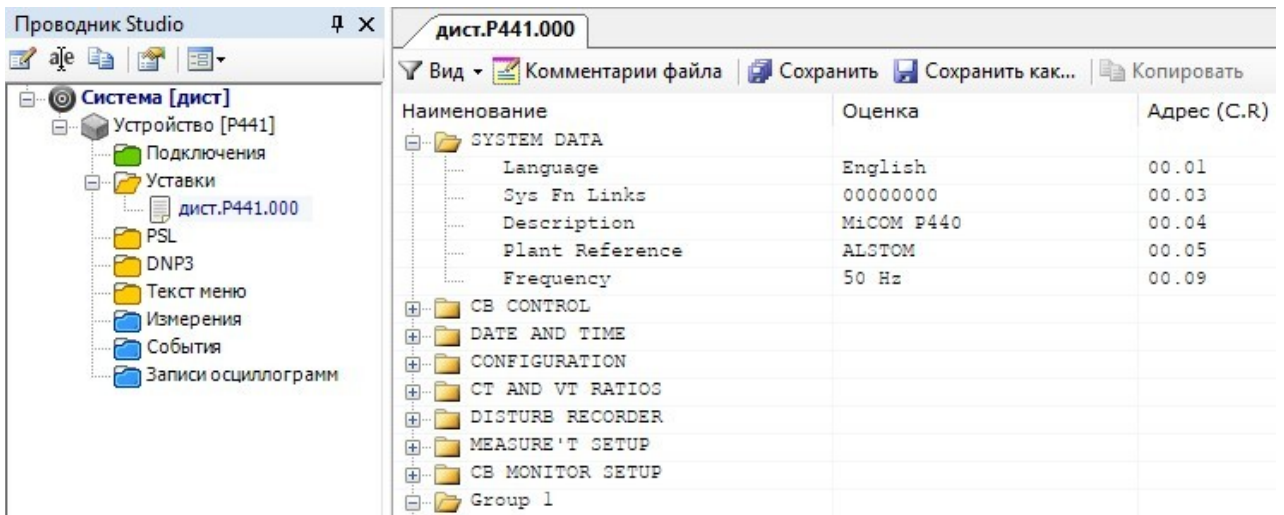 Проводник Studio
Система [дист]
Устройство [P441]
Подключения
Уставки
дист.P441.000
PSL
DNP3
Текст меню
Измерения
События
Записи осциллограмм
дист.P441.000
Вид Комментарии файла Сохранить Сохранить как... Копировать
Наименование Оценка Адрес (C.R)
SYSTEM DATA
Language English 00.01
Sys Fn Links 00000000 00.03
Description MiCOM P440 00.04
Plant Reference ALSTOM 00.05
Frequency 50 Hz 00.09
CB CONTROL
DATE AND TIME
CONFIGURATION
CT AND VT RATIOS
DISTURB RECORDER
MEASURE'T SETUP
CB MONITOR SETUP
Group 1